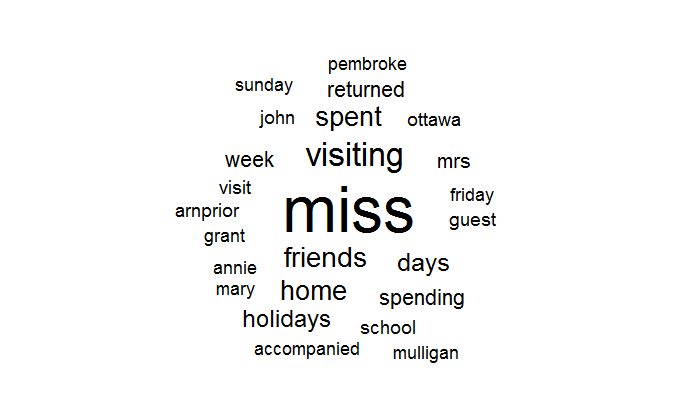 pembroke
sunday returned
john spent ottawa
week visiting mrs
visit miss friday
arnprior guest
grant
annie friends days
mary home spending
holidays school
accompanied mulligan